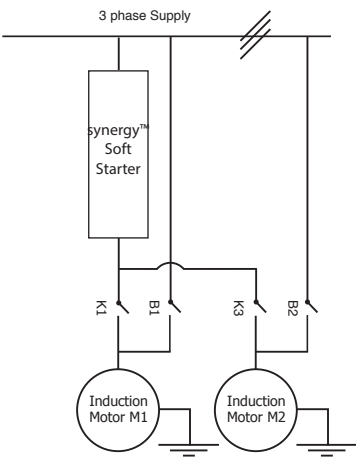 3 phase Supply
synergy™
Soft
Starter
K1
B1
K3
B2
Induction
Motor M1
Induction
Motor M2